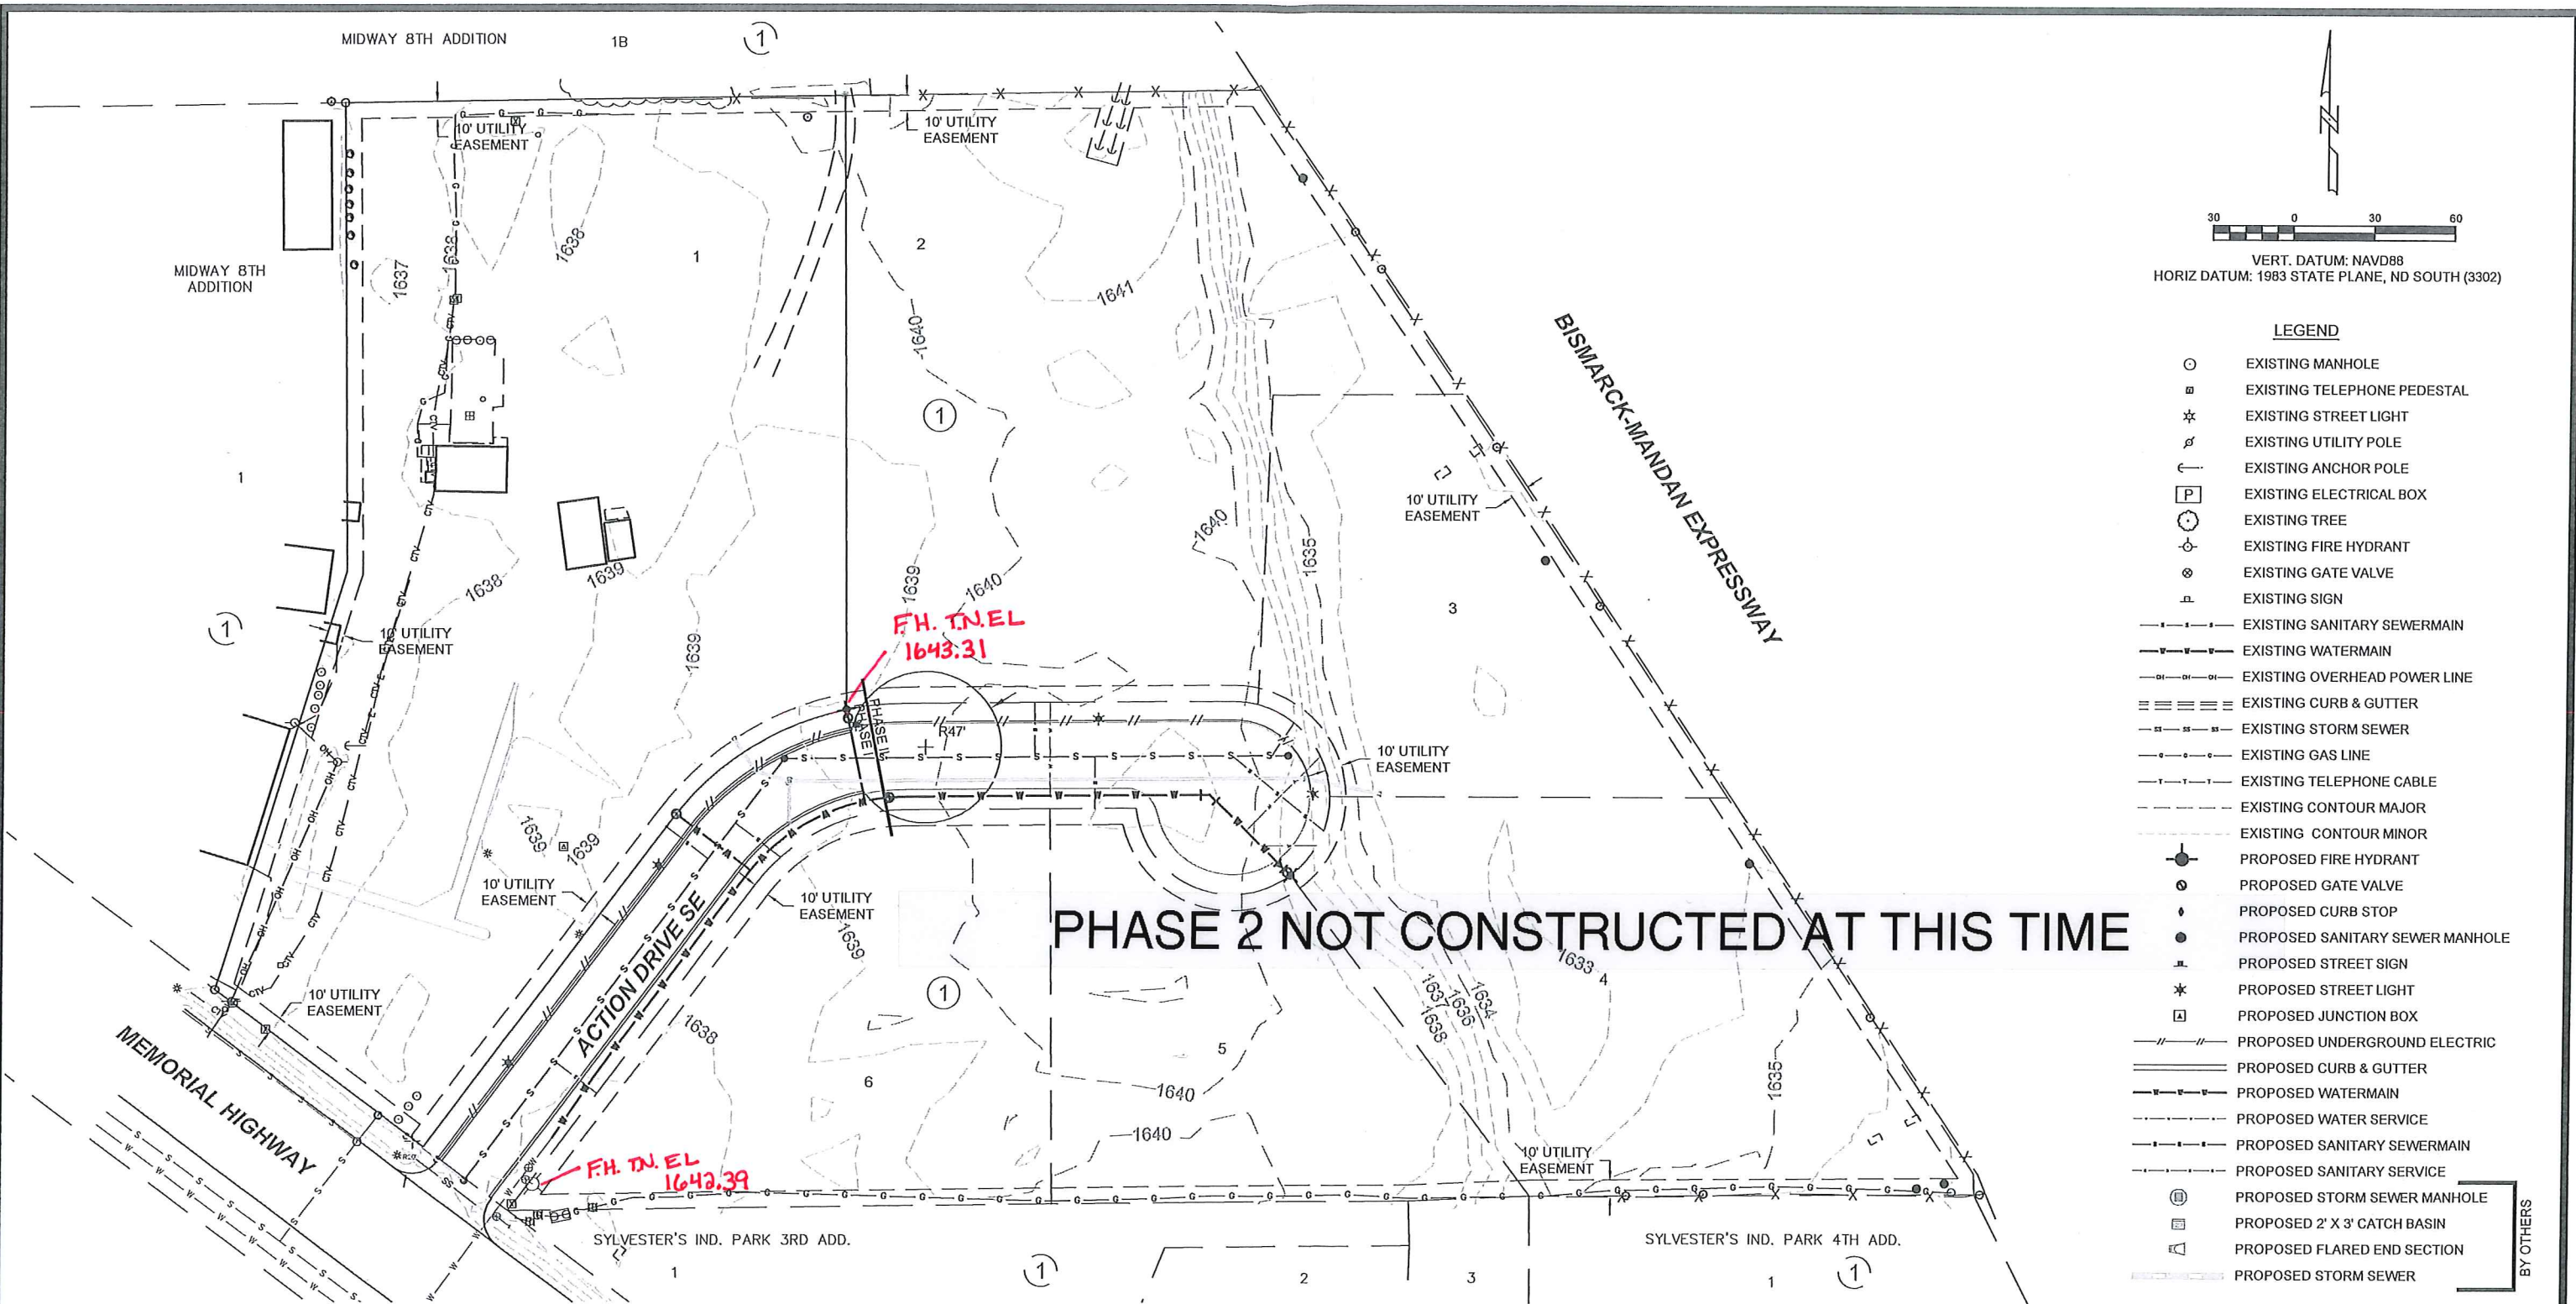 MIDWAY 8TH ADDITION
1B
1
10' UTILITY
EASEMENT
10' UTILITY
EASEMENT
MIDWAY 8TH
ADDITION
1637
1638
1638
1
2
1641
1640
1
1
1
1638
1639
1639
1639
1640
1640
1635
10' UTILITY
EASEMENT
3
BISMARCK-MANDAN EXPRESSWAY
10' UTILITY
EASEMENT
F.H. T.N. EL
1643.31
PHASE I
PHASE II
R47'
10' UTILITY
EASEMENT
1639
1639
10' UTILITY
EASEMENT
10' UTILITY
EASEMENT
1639
ACTION DRIVE SE
PHASE 2 NOT CONSTRUCTED AT THIS TIME
10' UTILITY
EASEMENT
MEMORIAL HIGHWAY
1638
1
6
5
1633
4
1637
1636
1634
1638
1640
1640
1635
10' UTILITY
EASEMENT
F.H. T.N. EL
1642.39
SYLVESTER'S IND. PARK 3RD ADD.
1
1
2
3
SYLVESTER'S IND. PARK 4TH ADD.
1
1
30 0 30 60
VERT. DATUM: NAVD88
HORIZ DATUM: 1983 STATE PLANE, ND SOUTH (3302)
LEGEND
EXISTING MANHOLE
EXISTING TELEPHONE PEDESTAL
EXISTING STREET LIGHT
EXISTING UTILITY POLE
EXISTING ANCHOR POLE
P EXISTING ELECTRICAL BOX
EXISTING TREE
EXISTING FIRE HYDRANT
EXISTING GATE VALVE
EXISTING SIGN
EXISTING SANITARY SEWERMAIN
EXISTING WATERMAIN
EXISTING OVERHEAD POWER LINE
EXISTING CURB & GUTTER
EXISTING STORM SEWER
EXISTING GAS LINE
EXISTING TELEPHONE CABLE
EXISTING CONTOUR MAJOR
EXISTING CONTOUR MINOR
PROPOSED FIRE HYDRANT
PROPOSED GATE VALVE
PROPOSED CURB STOP
PROPOSED SANITARY SEWER MANHOLE
PROPOSED STREET SIGN
PROPOSED STREET LIGHT
PROPOSED JUNCTION BOX
PROPOSED UNDERGROUND ELECTRIC
PROPOSED CURB & GUTTER
PROPOSED WATERMAIN
PROPOSED WATER SERVICE
PROPOSED SANITARY SEWERMAIN
PROPOSED SANITARY SERVICE
PROPOSED STORM SEWER MANHOLE
PROPOSED 2' X 3' CATCH BASIN
PROPOSED FLARED END SECTION
PROPOSED STORM SEWER
BY OTHERS